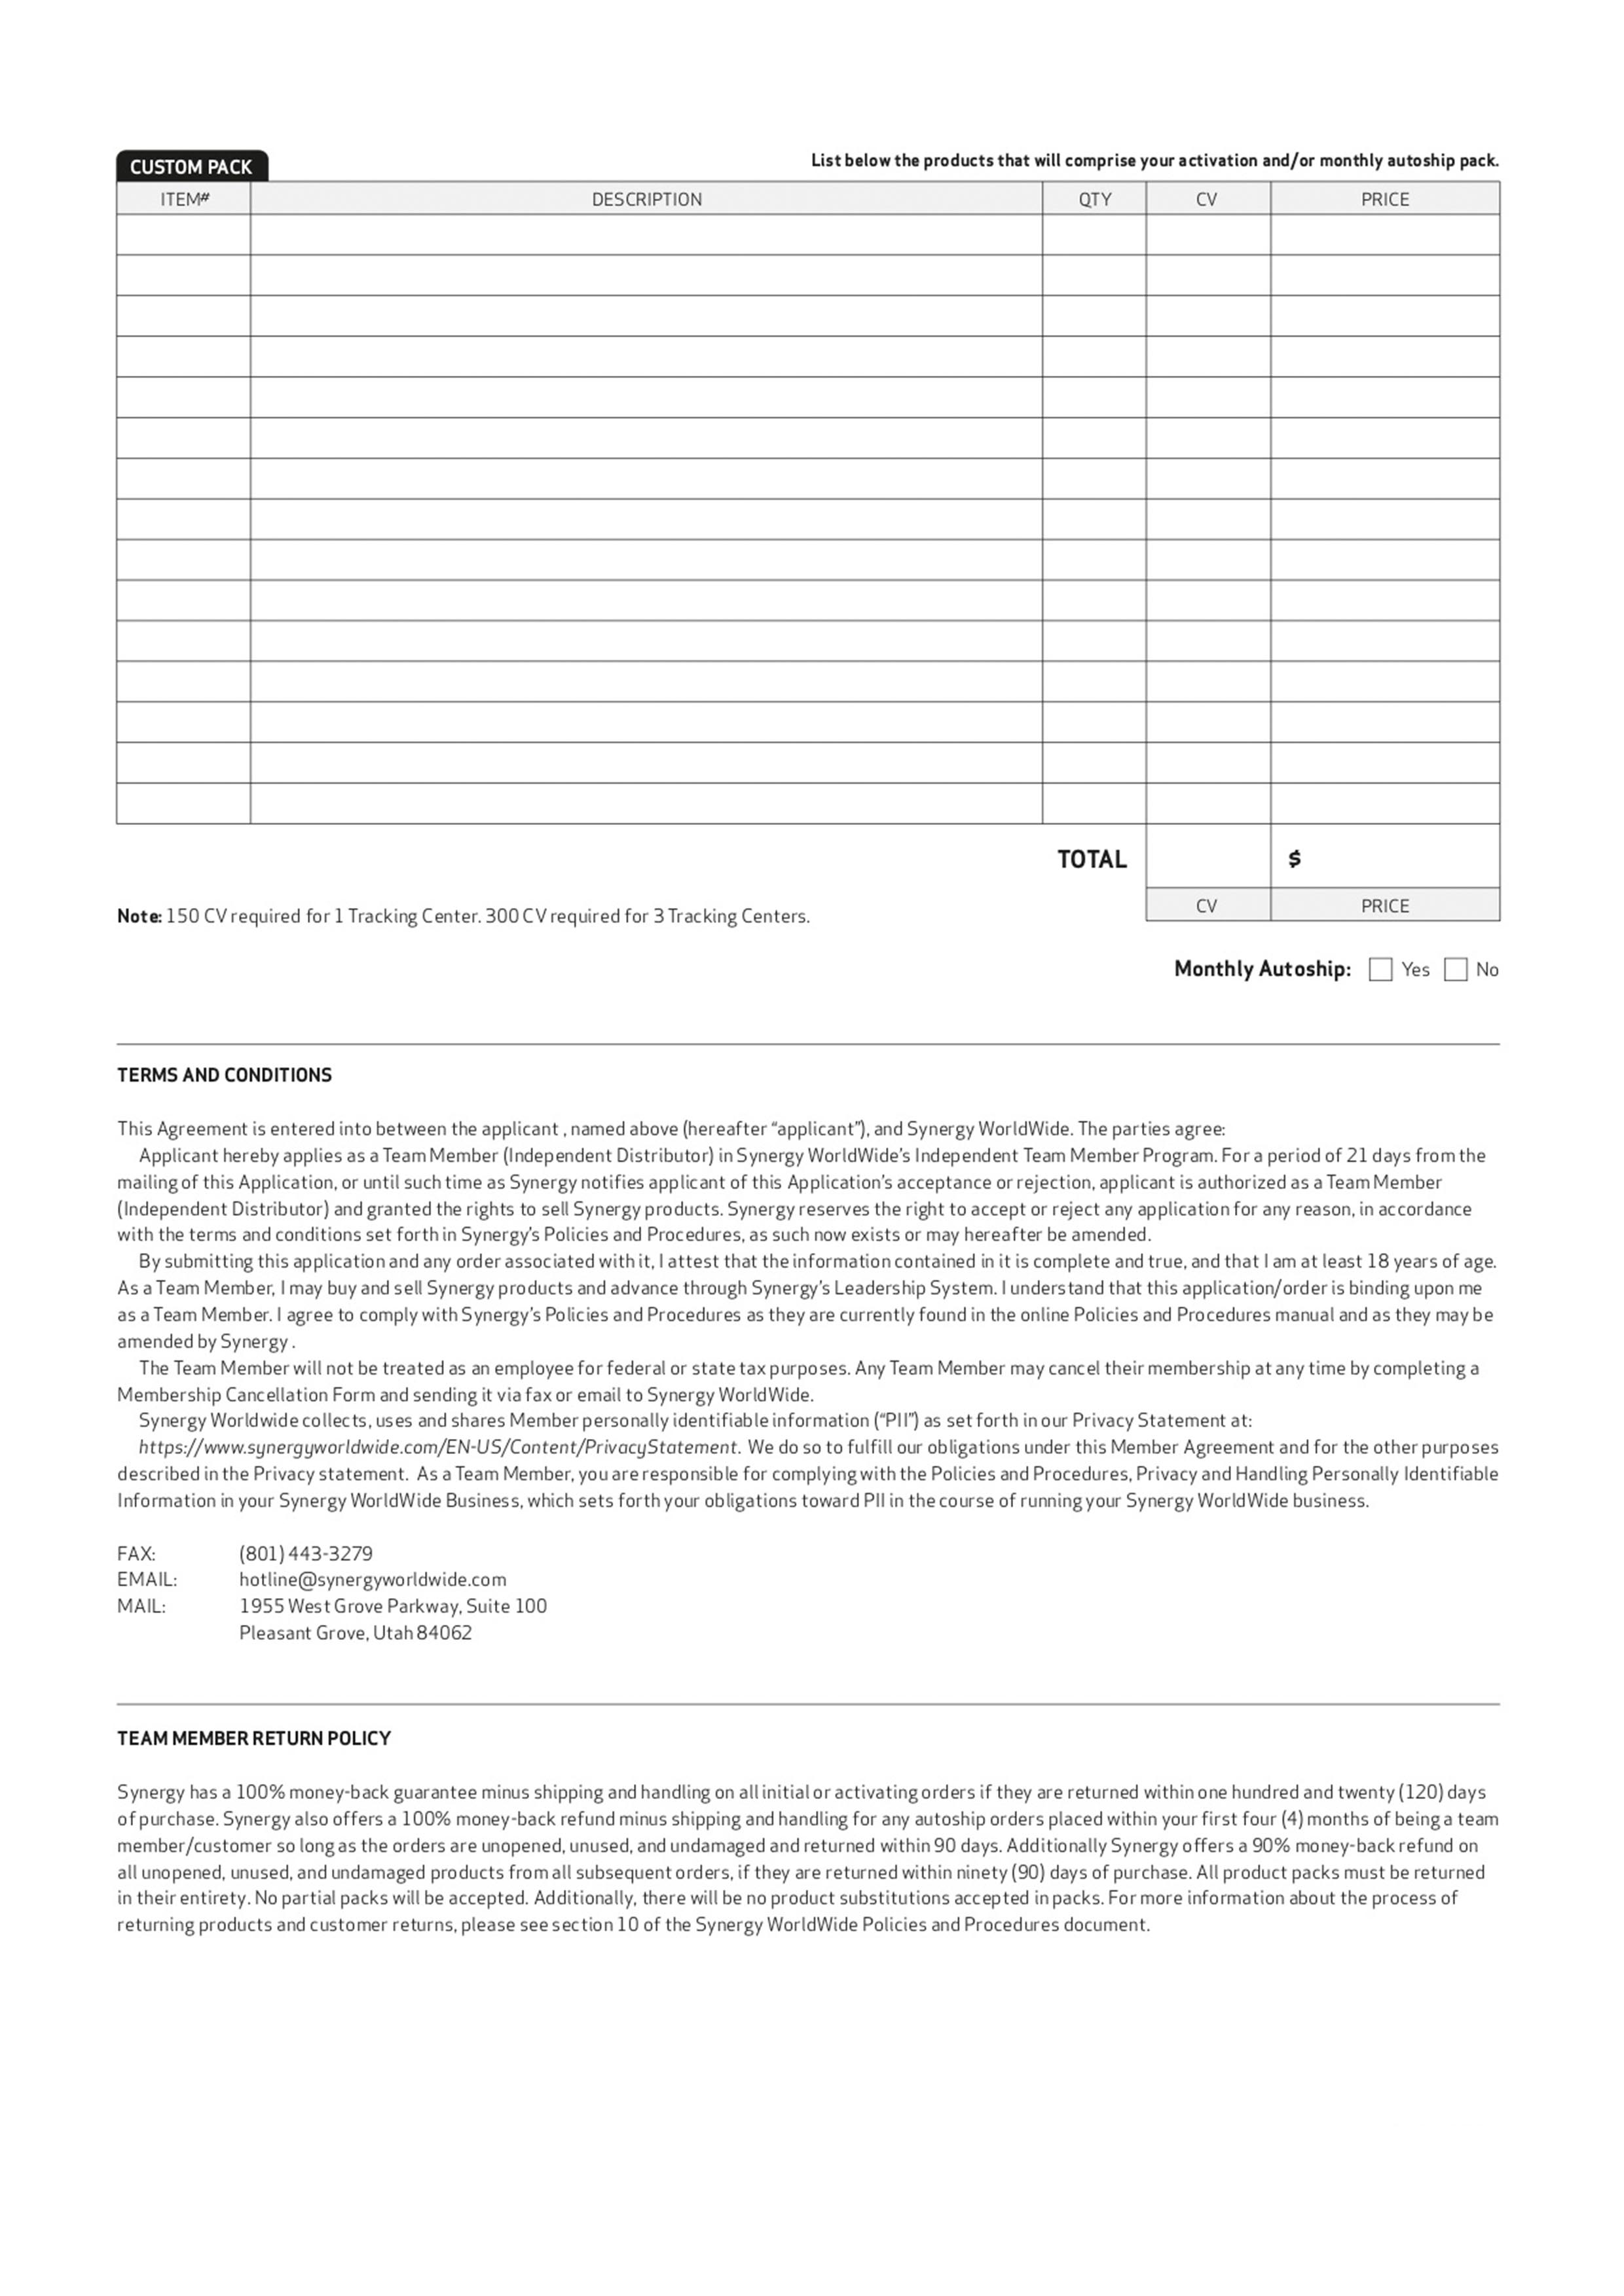 CUSTOM PACK
List below the products that will comprise your activation and/or monthly autoship pack.
ITEM# DESCRIPTION QTY CV PRICE
TOTAL $
CV PRICE
Note: 150 CV required for 1 Tracking Center. 300 CV required for 3 Tracking Centers.
Monthly Autoship: Yes No
TERMS AND CONDITIONS
This Agreement is entered into between the applicant , named above (hereafter “applicant”), and Synergy WorldWide. The parties agree:
Applicant hereby applies as a Team Member (Independent Distributor) in Synergy WorldWide’s Independent Team Member Program. For a period of 21 days from the
mailing of this Application, or until such time as Synergy notifies applicant of this Application’s acceptance or rejection, applicant is authorized as a Team Member
(Independent Distributor) and granted the rights to sell Synergy products. Synergy reserves the right to accept or reject any application for any reason, in accordance
with the terms and conditions set forth in Synergy’s Policies and Procedures, as such now exists or may hereafter be amended.
By submitting this application and any order associated with it, I attest that the information contained in it is complete and true, and that I am at least 18 years of age.
As a Team Member, I may buy and sell Synergy products and advance through Synergy’s Leadership System. I understand that this application/order is binding upon me
as a Team Member. I agree to comply with Synergy’s Policies and Procedures as they are currently found in the online Policies and Procedures manual and as they may be
amended by Synergy .
The Team Member will not be treated as an employee for federal or state tax purposes. Any Team Member may cancel their membership at any time by completing a
Membership Cancellation Form and sending it via fax or email to Synergy WorldWide.
Synergy Worldwide collects, uses and shares Member personally identifiable information (“PII”) as set forth in our Privacy Statement at:
https://www.synergyworldwide.com/EN-US/Content/PrivacyStatement. We do so to fulfill our obligations under this Member Agreement and for the other purposes
described in the Privacy statement. As a Team Member, you are responsible for complying with the Policies and Procedures, Privacy and Handling Personally Identifiable
Information in your Synergy WorldWide Business, which sets forth your obligations toward PII in the course of running your Synergy WorldWide business.
FAX: (801) 443-3279
EMAIL: hotline@synergyworldwide.com
MAIL: 1955 West Grove Parkway, Suite 100
Pleasant Grove, Utah 84062
TEAM MEMBER RETURN POLICY
Synergy has a 100% money-back guarantee minus shipping and handling on all initial or activating orders if they are returned within one hundred and twenty (120) days
of purchase. Synergy also offers a 100% money-back refund minus shipping and handling for any autoship orders placed within your first four (4) months of being a team
member/customer so long as the orders are unopened, unused, and undamaged and returned within 90 days. Additionally Synergy offers a 90% money-back refund on
all unopened, unused, and undamaged products from all subsequent orders, if they are returned within ninety (90) days of purchase. All product packs must be returned
in their entirety. No partial packs will be accepted. Additionally, there will be no product substitutions accepted in packs. For more information about the process of
returning products and customer returns, please see section 10 of the Synergy WorldWide Policies and Procedures document.